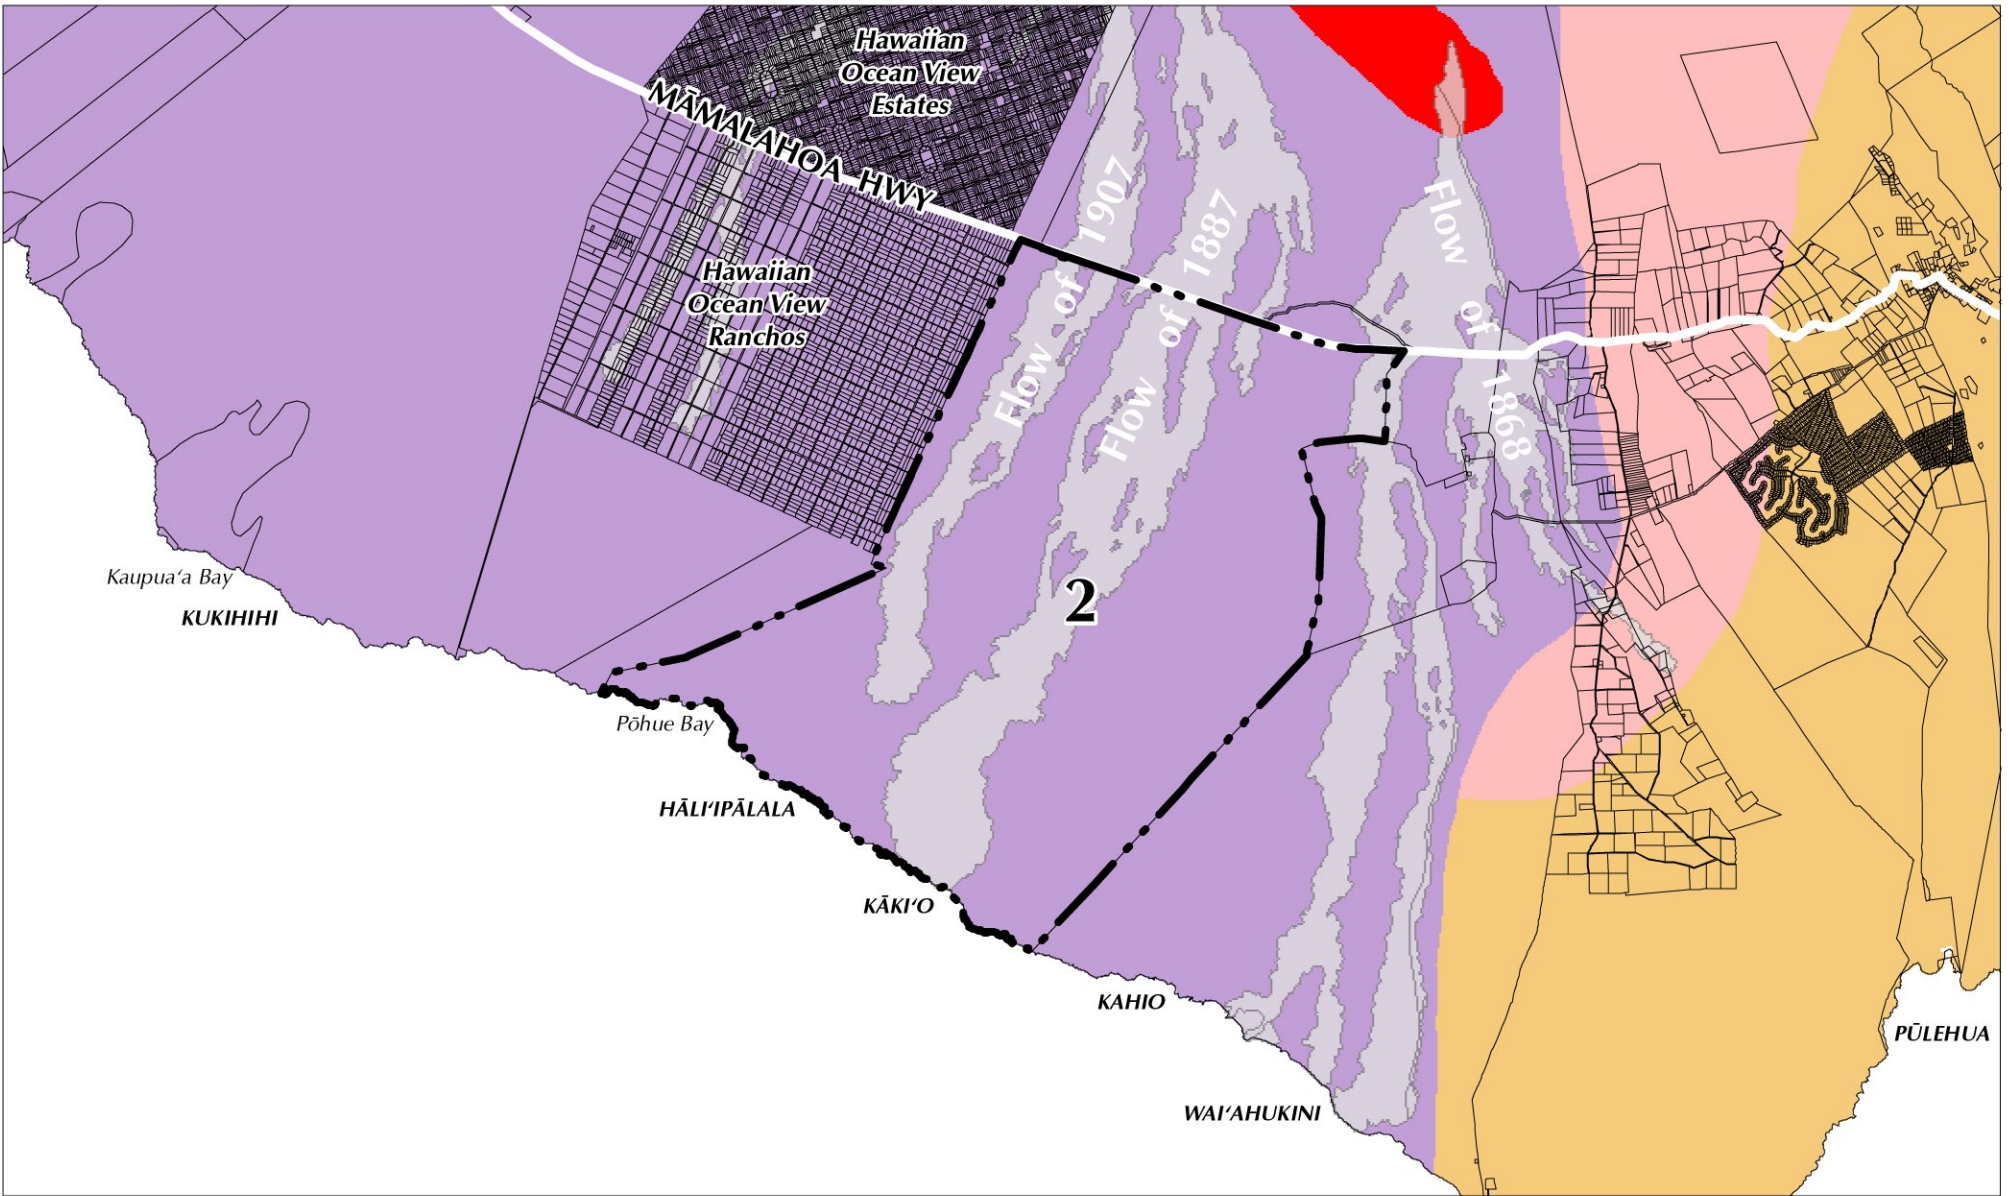 Hawaiian
Ocean View
Estates
MĀMALAHOA HWY
Flow of 1907
Flow of 1887
Flow of 1868
Hawaiian
Ocean View
Ranchos
Kaupuaʻa Bay
KUKIHIHI
2
Pōhue Bay
HĀLIʻIPĀLALA
KĀKIʻO
KAHIO
PŪLEHUA
WAIʻAHUKINI